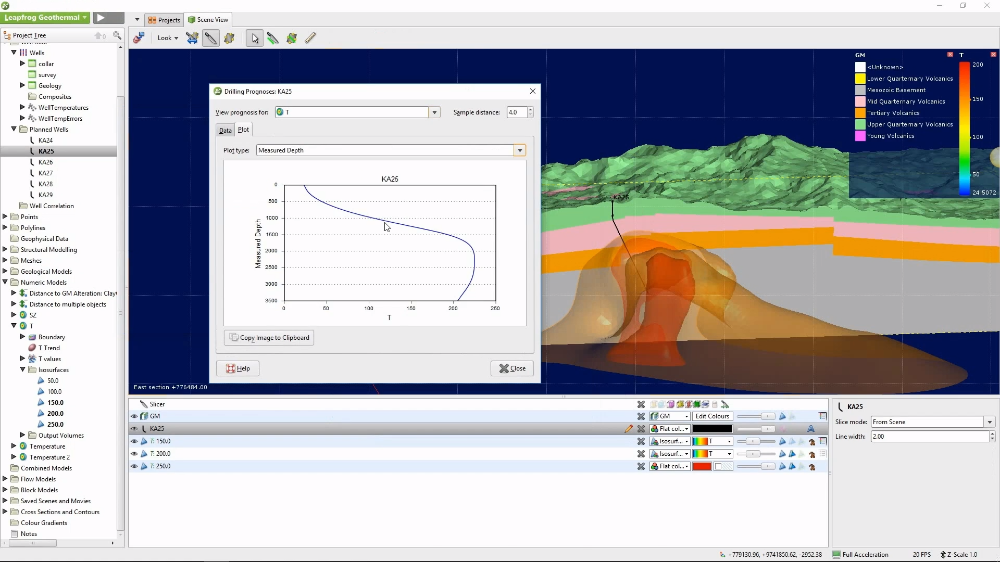 Leapfrog Geothermal
Projects
Scene View
Project Tree
0
Look
Wells
collar
survey
Geology
Composites
WellTemperatures
WellTempErrors
Planned Wells
KA24
KA25
KA26
KA27
KA28
KA29
Well Correlation
Points
Polylines
Geophysical Data
Structural Modelling
Meshes
Geological Models
Numeric Models
Distance to GM Alteration: Clay
Distance to multiple objects
SZ
T
Boundary
T Trend
T values
Isosurfaces
50.0
100.0
150.0
200.0
250.0
Output Volumes
Temperature
Temperature 2
Combined Models
Flow Models
Block Models
Saved Scenes and Movies
Cross Sections and Contours
Colour Gradients
Notes
Drilling Prognoses: KA25
View prognosis for: T
Sample distance: 4.0
Data
Plot
Plot type: Measured Depth
KA25
0
500
1000
1500
2000
2500
3000
3500
Measured Depth
0 50 100 150 200 250
T
Copy Image to Clipboard
Help
Close
GM
<Unknown>
Lower Quarternary Volcanics
Mesozoic Basement
Mid Quarternary Volcanics
Tertiary Volcanics
Upper Quarternary Volcanics
Young Volcanics
T
200
150
100
50
24.5072
KA25
East section +776484.00
Slicer
GM GM Edit Colours
KA25 Flat col...
T: 150.0 Isosurf... T
T: 200.0 Isosurf... T
T: 250.0 Flat col...
KA25
Slice mode: From Scene
Line width: 2.00
+779130.96, +9741850.62, -2952.38
Full Acceleration
20 FPS
Z-Scale 1.0